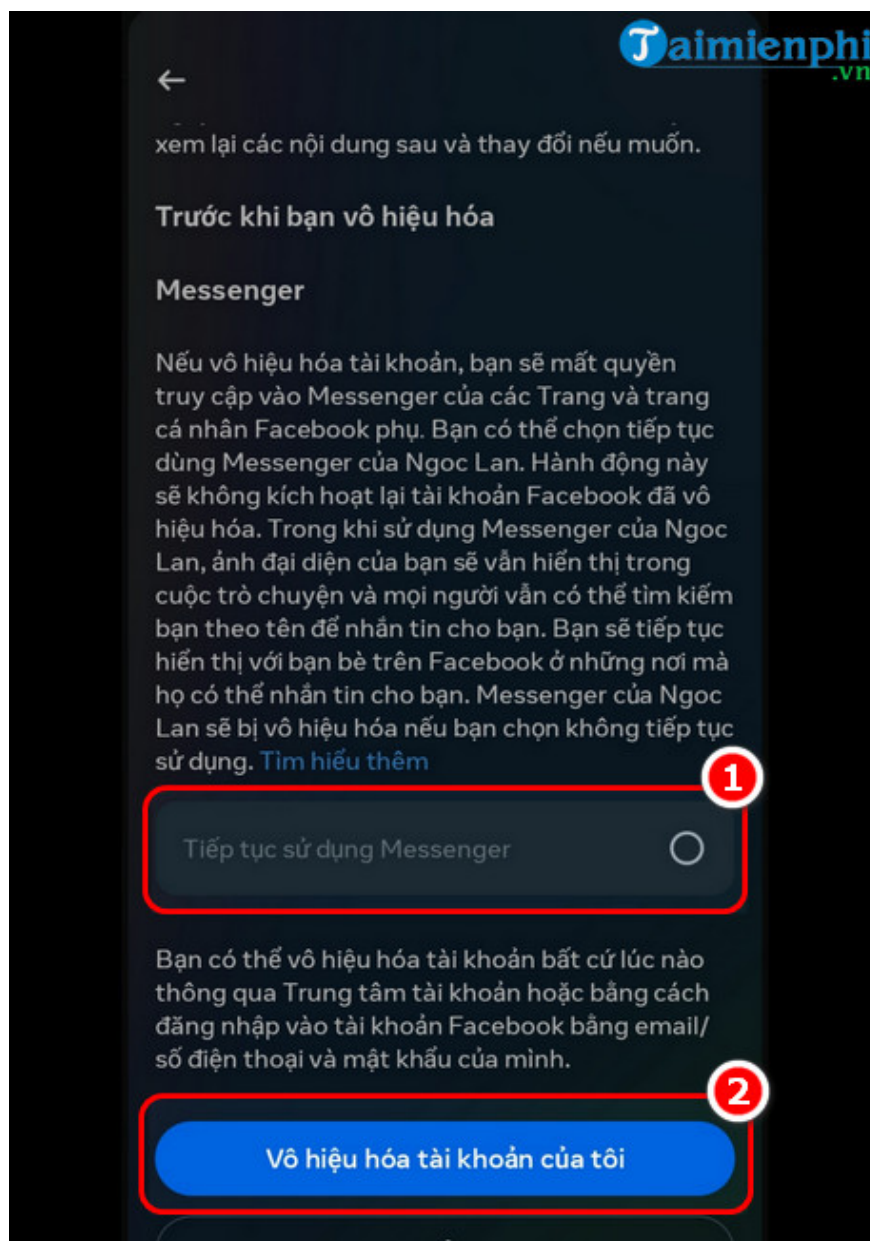 Taimienphi
.vn
xem lại các nội dung sau và thay đổi nếu muốn.
Trước khi bạn vô hiệu hóa
Messenger
Nếu vô hiệu hóa tài khoản, bạn sẽ mất quyền
truy cập vào Messenger của các Trang và trang
cá nhân Facebook phụ. Bạn có thể chọn tiếp tục
dùng Messenger của Ngoc Lan. Hành động này
sẽ không kích hoạt lại tài khoản Facebook đã vô
hiệu hóa. Trong khi sử dụng Messenger của Ngoc
Lan, ảnh đại diện của bạn sẽ vẫn hiển thị trong
cuộc trò chuyện và mọi người vẫn có thể tìm kiếm
bạn theo tên để nhắn tin cho bạn. Bạn sẽ tiếp tục
hiển thị với bạn bè trên Facebook ở những nơi mà
họ có thể nhắn tin cho bạn. Messenger của Ngoc
Lan sẽ bị vô hiệu hóa nếu bạn chọn không tiếp tục
sử dụng. Tìm hiểu thêm
1
Tiếp tục sử dụng Messenger
Bạn có thể vô hiệu hóa tài khoản bất cứ lúc nào
thông qua Trung tâm tài khoản hoặc bằng cách
đăng nhập vào tài khoản Facebook bằng email/
số điện thoại và mật khẩu của mình.
2
Vô hiệu hóa tài khoản của tôi